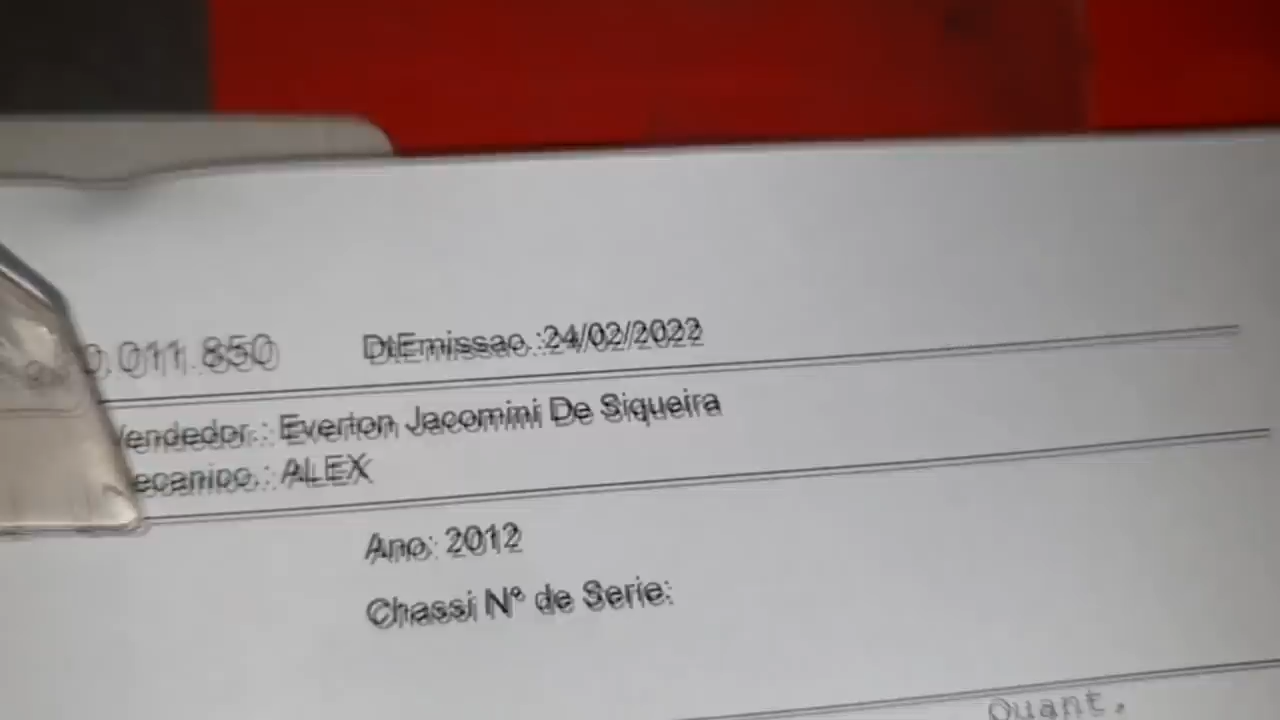 0.011.850 DtEmissao.:24/02/2022
Vendedor.: Everton Jacomini De Siqueira
ecanico.: ALEX
Ano: 2012
Chassi Nº de Serie:
Quant.